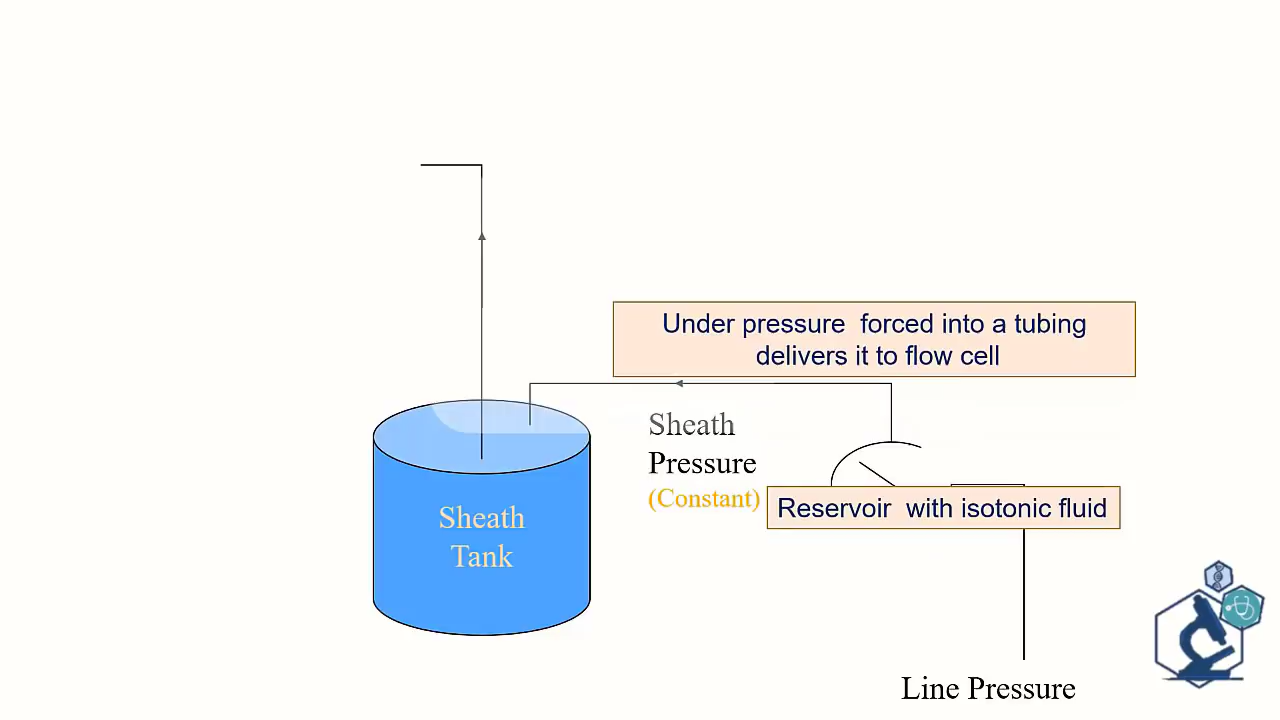 Under pressure  forced into a tubing
delivers it to flow cell
Sheath
Pressure
(Constant)
Reservoir  with isotonic fluid
Sheath
Tank
Line Pressure